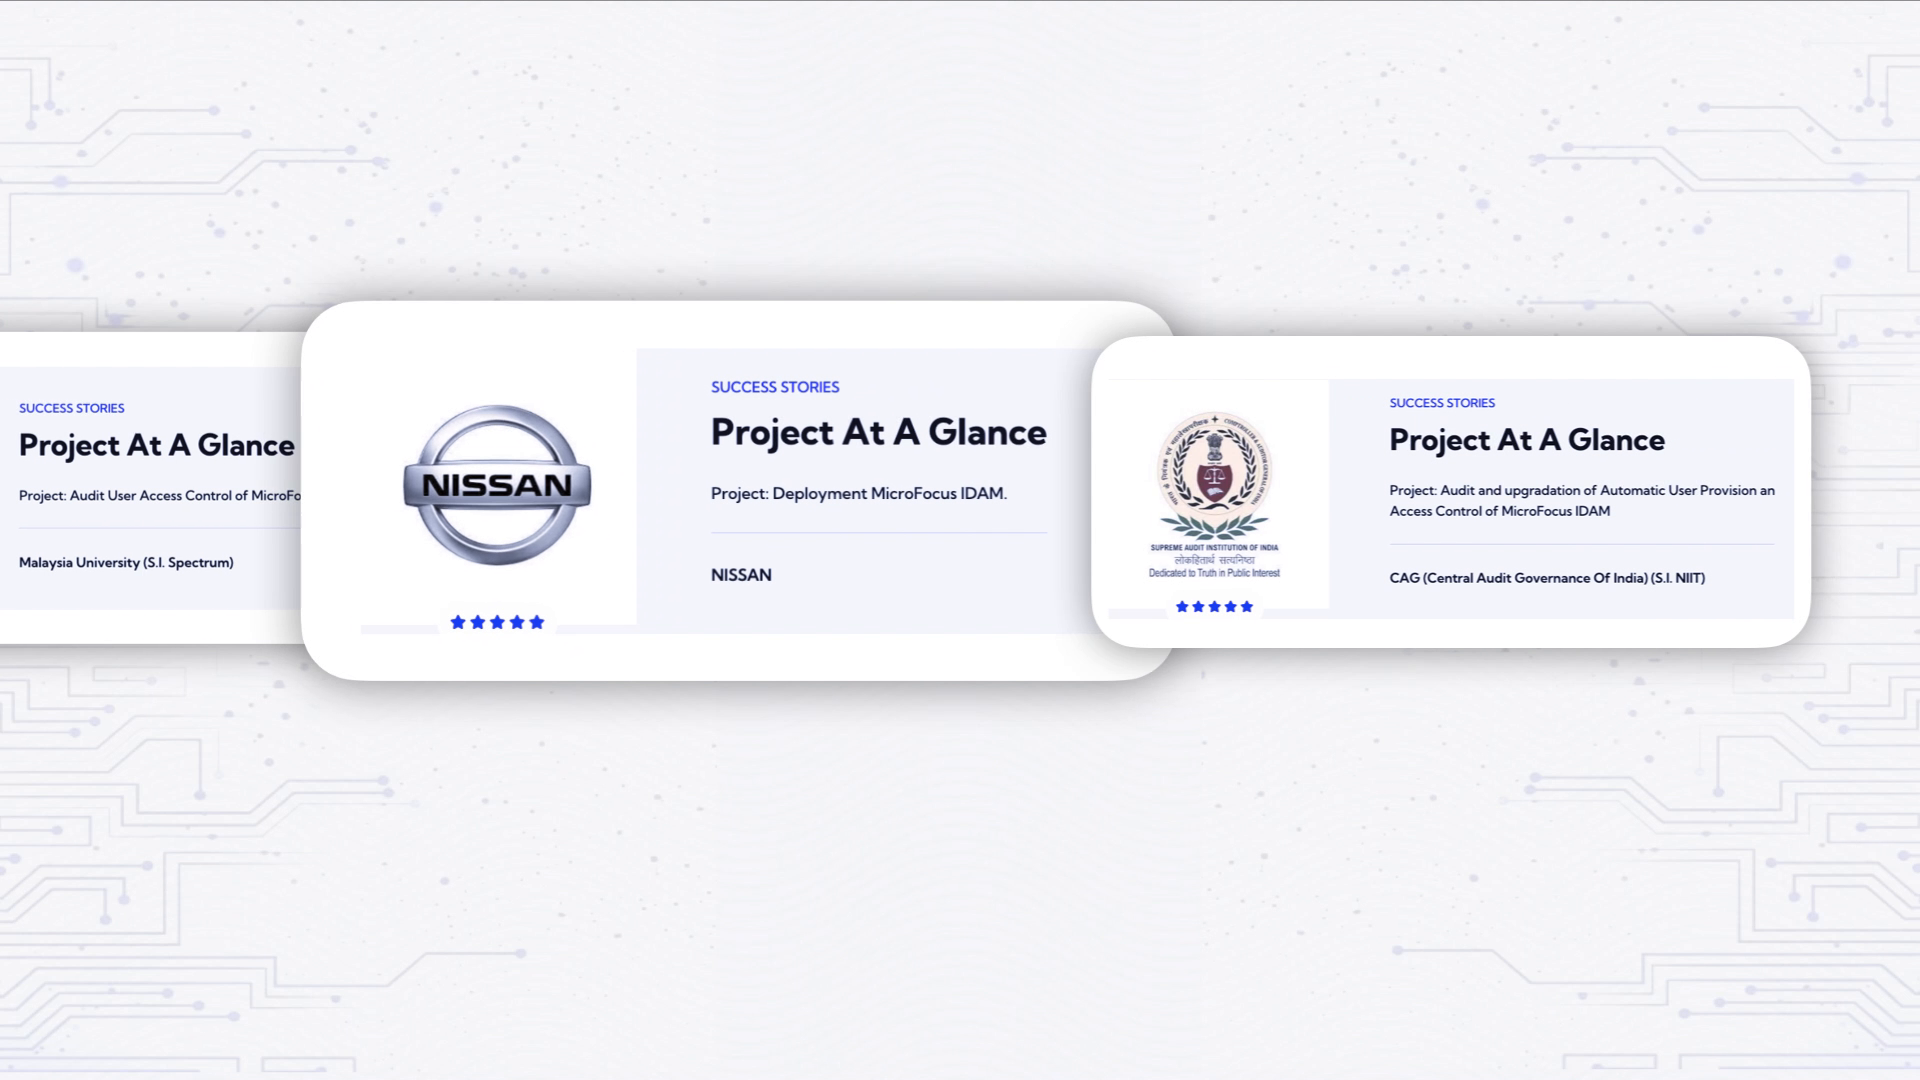 SUCCESS STORIES
Project At A Glance
Project: Audit User Access Control of MicroFo
Malaysia University (S.I. Spectrum)
NISSAN
SUCCESS STORIES
Project At A Glance
Project: Deployment MicroFocus IDAM.
NISSAN
SUPREME AUDIT INSTITUTION OF INDIA
लोकहितार्थ सत्यनिष्ठा
Dedicated to Truth in Public Interest
SUCCESS STORIES
Project At A Glance
Project: Audit and upgradation of Automatic User Provision an
Access Control of MicroFocus IDAM
CAG (Central Audit Governance Of India) (S.I. NIIT)